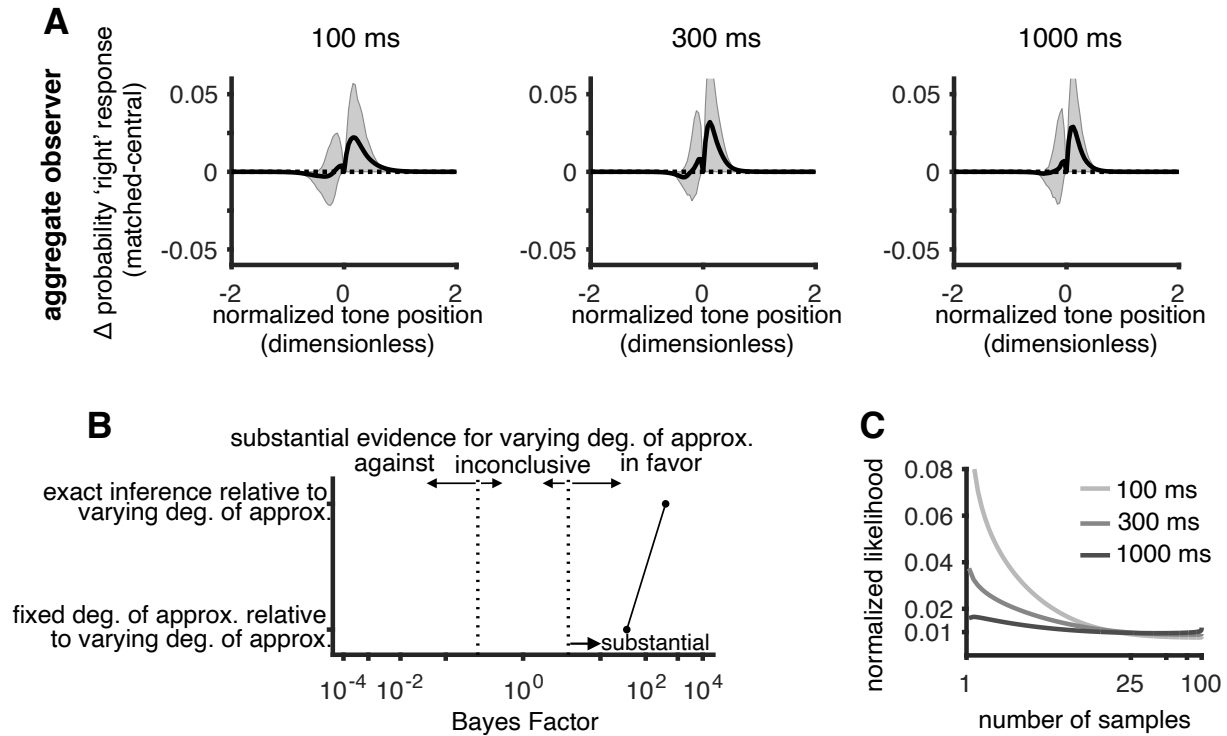 A
100 ms
300 ms
1000 ms
aggregate observer
Δ probability ‘right’ response
(matched-central)
0.05
0
-0.05
-2
0
2
normalized tone position
(dimensionless)
0.05
0
-0.05
-2
0
2
normalized tone position
(dimensionless)
0.05
0
-0.05
-2
0
2
normalized tone position
(dimensionless)
B
substantial evidence for varying deg. of approx.
against
inconclusive
in favor
exact inference relative to
varying deg. of approx.
fixed deg. of approx. relative
to varying deg. of approx.
substantial
10^-4
10^-2
10^0
10^2
10^4
Bayes Factor
C
normalized likelihood
0.08
0.06
0.04
0.02
0.01
100 ms
300 ms
1000 ms
1
25
100
number of samples